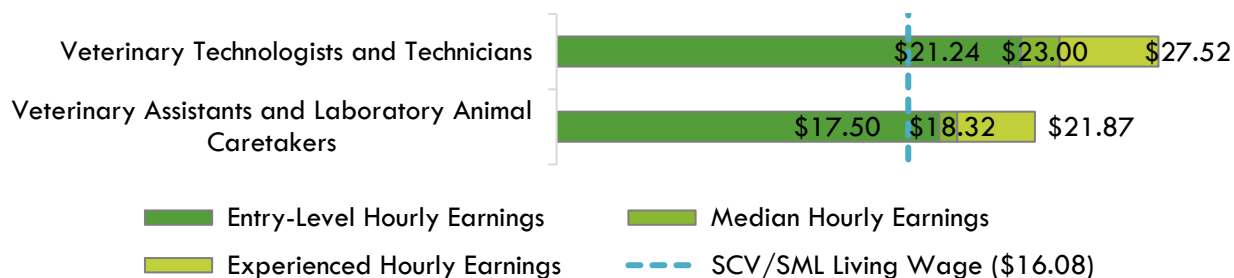 Veterinary Technologists and Technicians
$21.24 $23.00 $27.52
Veterinary Assistants and Laboratory Animal
Caretakers
$17.50 $18.32 $21.87
Entry-Level Hourly Earnings
Median Hourly Earnings
Experienced Hourly Earnings
SCV/SML Living Wage ($16.08)